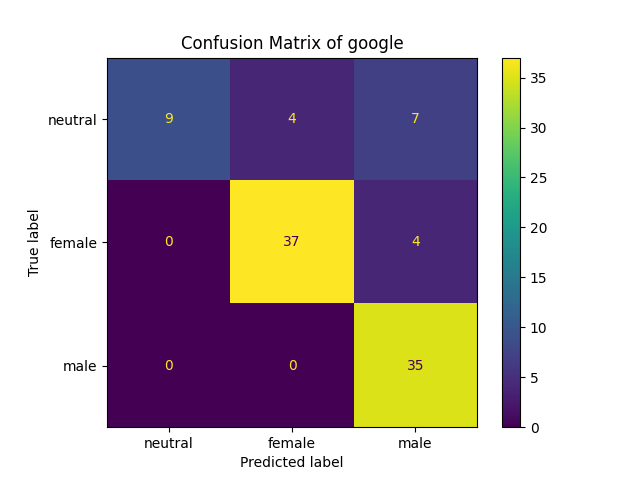 Confusion Matrix of google
neutral 9 4 7
female 0 37 4
male 0 0 35
neutral female male
Predicted label
True label
35
30
25
20
15
10
5
0